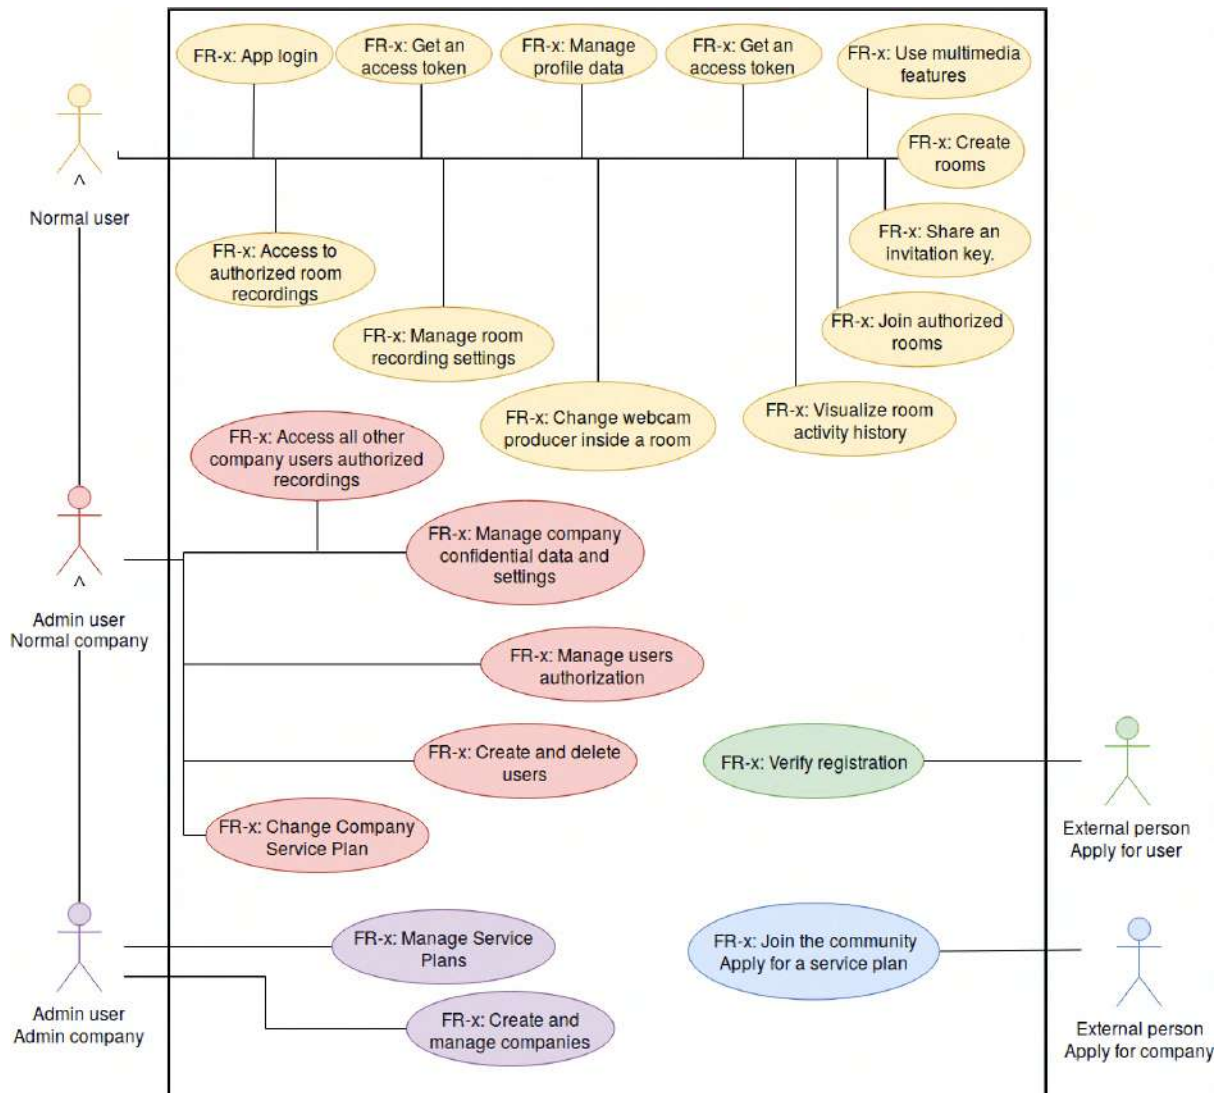 FR-x: App login
FR-x: Get an
access token
FR-x: Manage
profile data
FR-x: Get an
access token
FR-x: Use multimedia
features
FR-x: Create
rooms
Normal user
FR-x: Share an
invitation key.
FR-x: Access to
authorized room
recordings
FR-x: Join authorized
rooms
FR-x: Manage room
recording settings
FR-x: Change webcam
producer inside a room
FR-x: Visualize room
activity history
FR-x: Access all other
company users authorized
recordings
FR-x: Manage company
confidential data and
settings
Admin user
Normal company
FR-x: Manage users
authorization
FR-x: Create and delete
users
FR-x: Verify registration
FR-x: Change Company
Service Plan
External person
Apply for user
FR-x: Manage Service
Plans
FR-x: Join the community
Apply for a service plan
Admin user
Admin company
FR-x: Create and
manage companies
External person
Apply for company